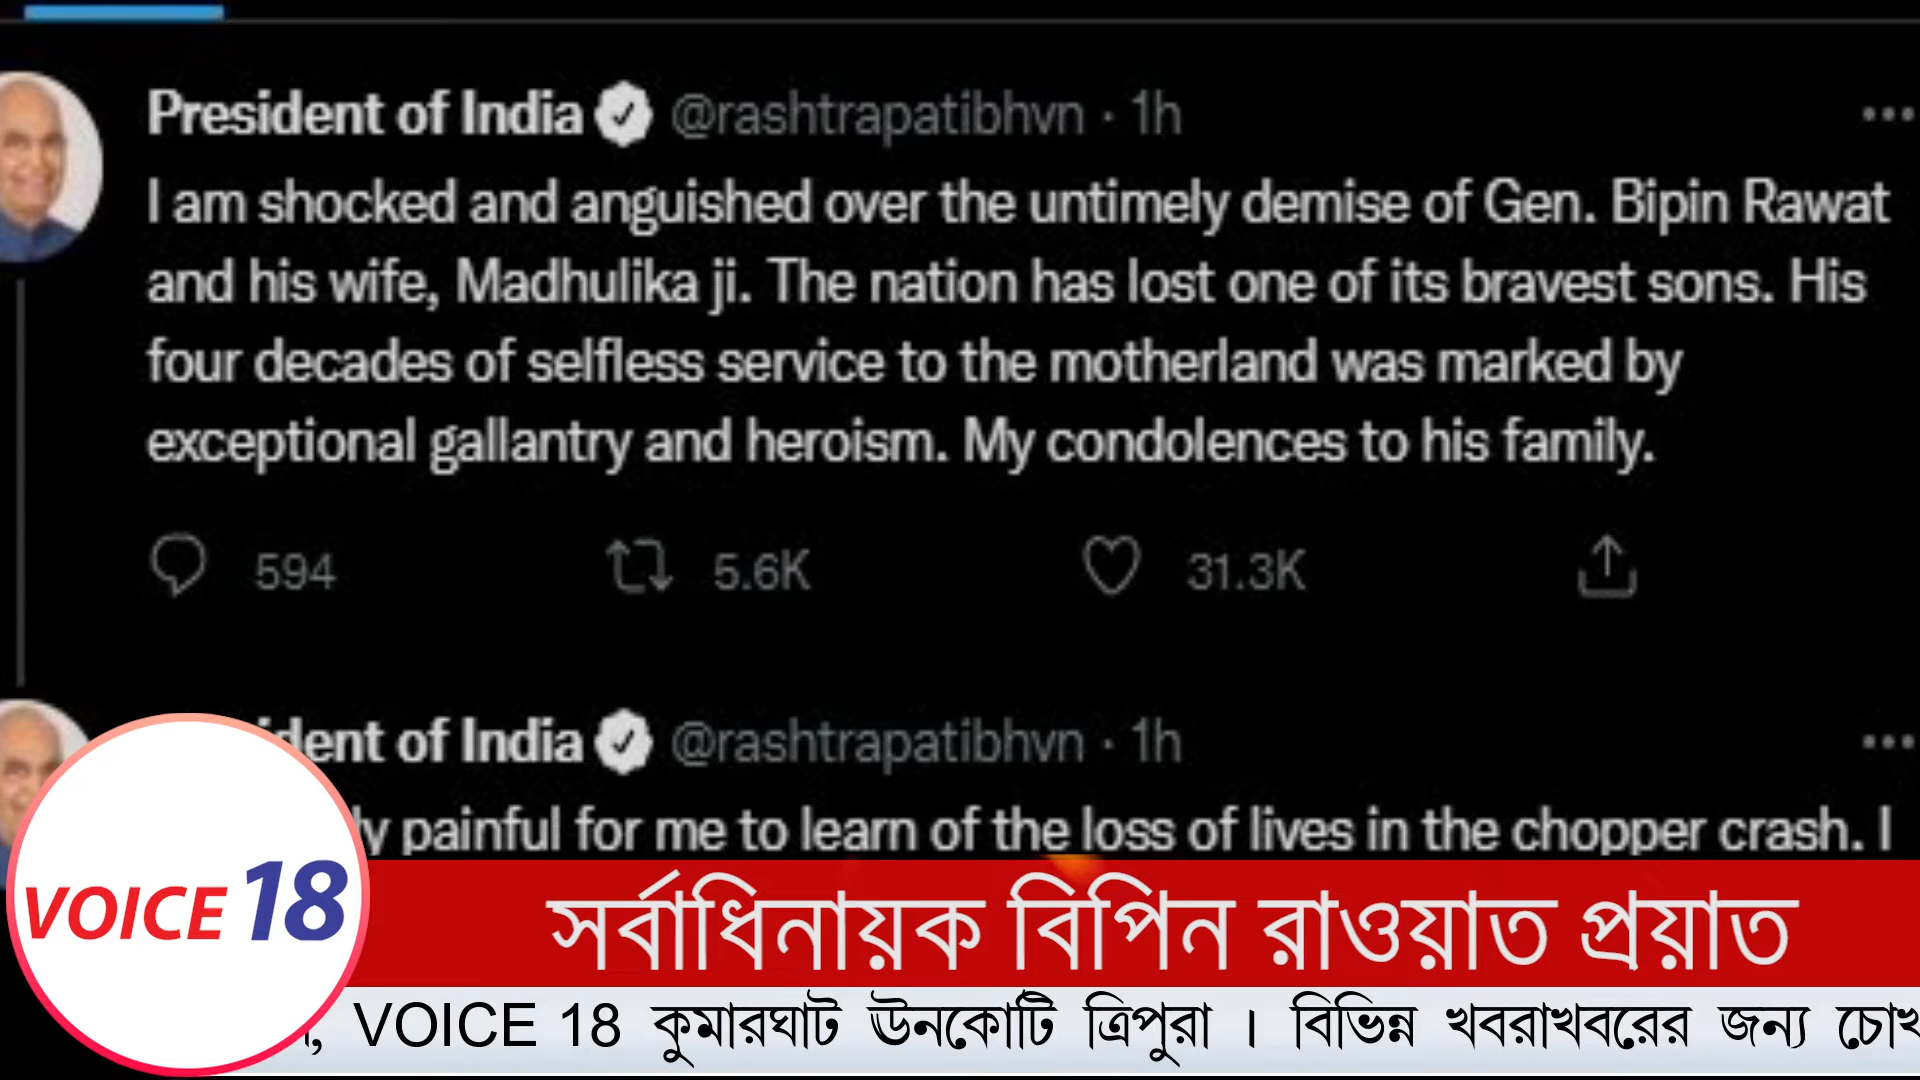 President of India @rashtrapatibhvn · 1h
I am shocked and anguished over the untimely demise of Gen. Bipin Rawat
and his wife, Madhulika ji. The nation has lost one of its bravest sons. His
four decades of selfless service to the motherland was marked by
exceptional gallantry and heroism. My condolences to his family.
594 5.6K 31.3K
dent of India @rashtrapatibhvn · 1h
ly painful for me to learn of the loss of lives in the chopper crash. I
VOICE 18
সর্বাধিনায়ক বিপিন রাওয়াত প্রয়াত
, VOICE 18 কুমারঘাট ঊনকোটি ত্রিপুরা । বিভিন্ন খবরাখবরের জন্য চোখ